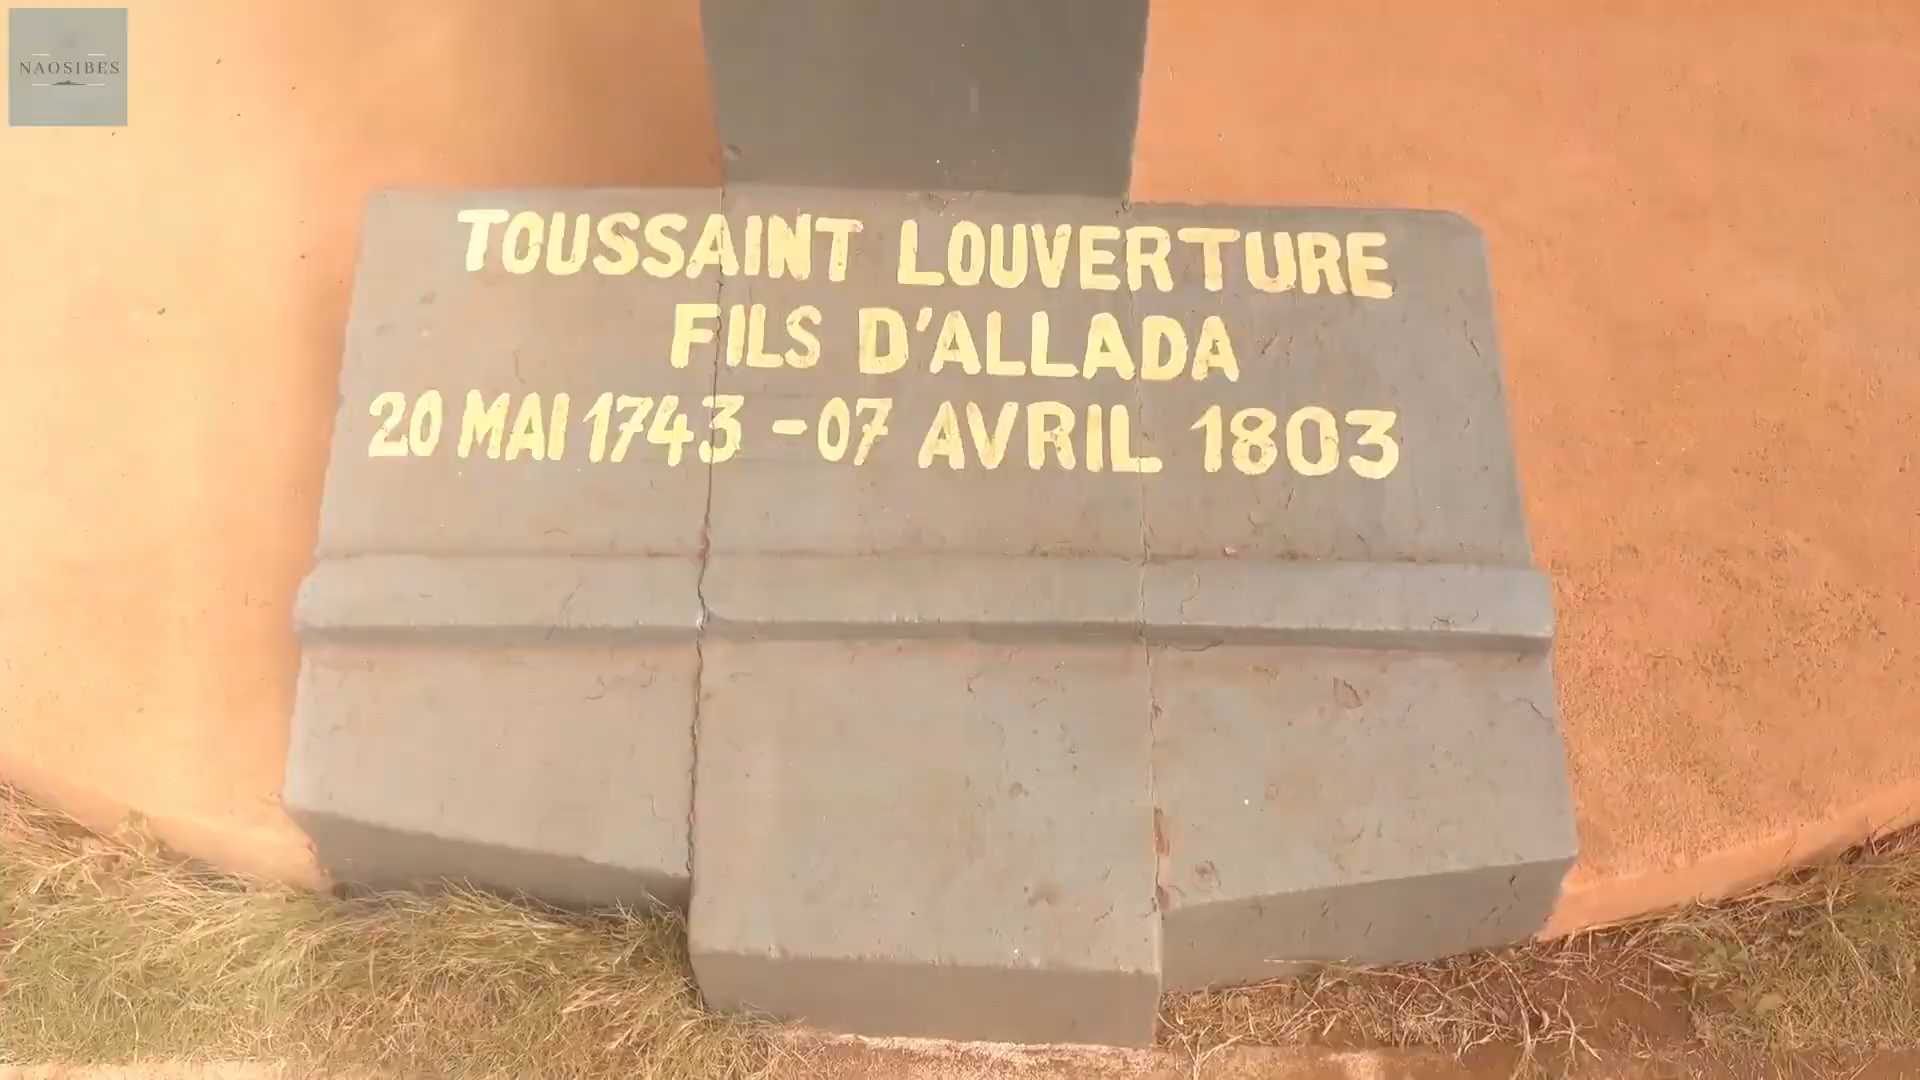 NAOSIBES
TOUSSAINT LOUVERTURE
FILS D'ALLADA
20 MAI 1743 - 07 AVRIL 1803